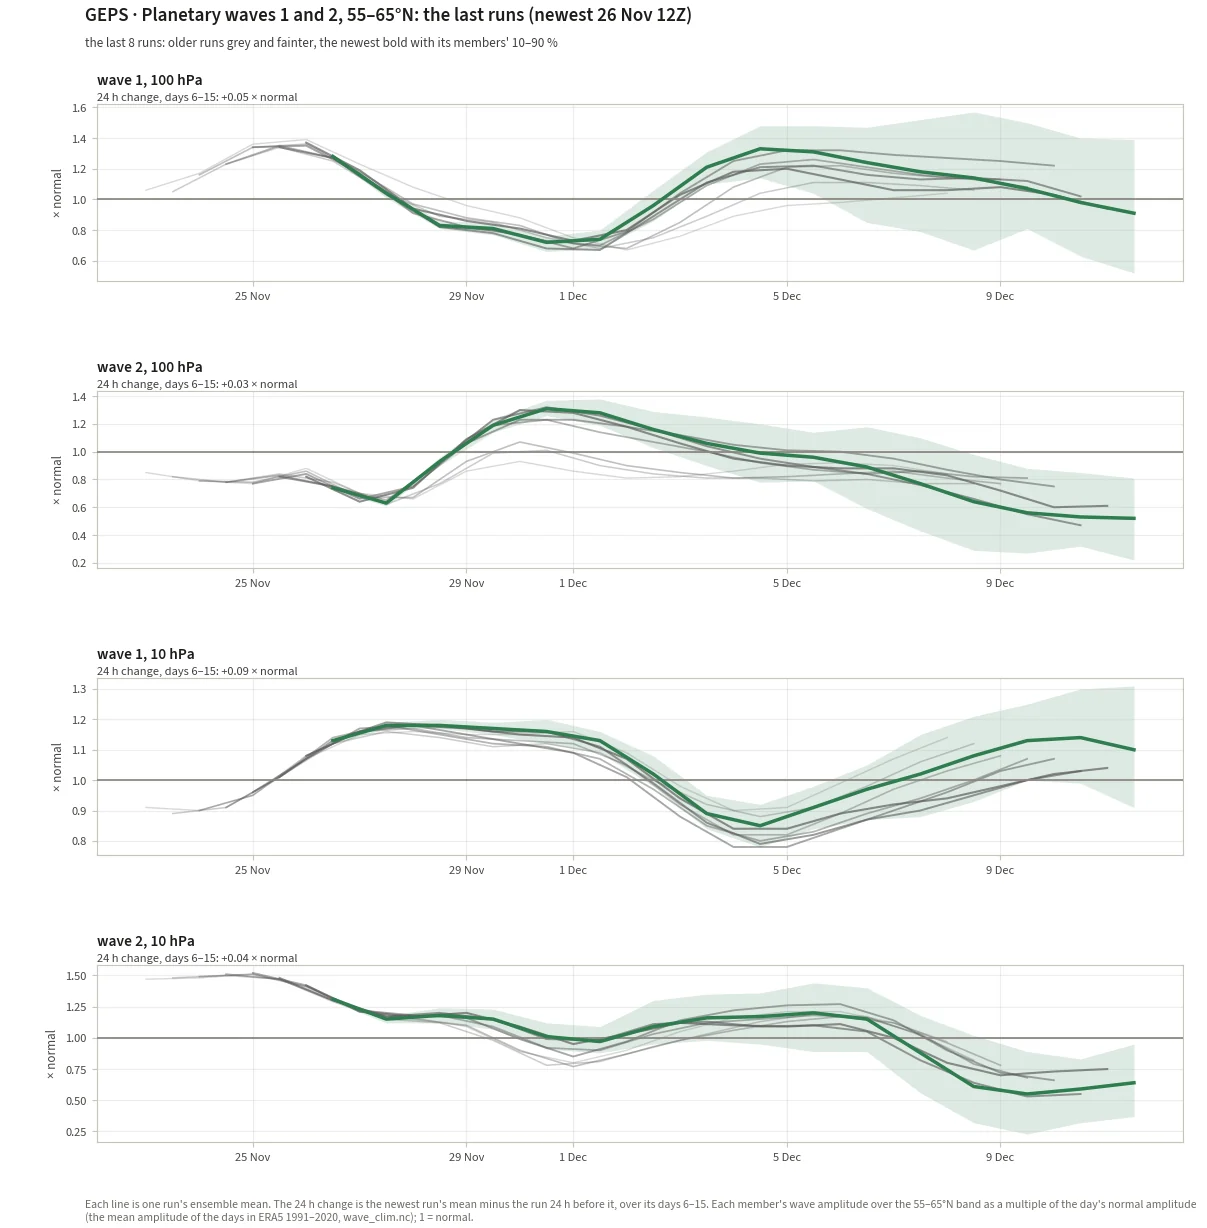 GEPS · Planetary waves 1 and 2, 55–65°N: the last runs (newest 26 Nov 12Z)
the last 8 runs: older runs grey and fainter, the newest bold with its members' 10–90 %
wave 1, 100 hPa
24 h change, days 6–15: +0.05 × normal
1.6
1.4
1.2
1.0
0.8
0.6
× normal
25 Nov
29 Nov
1 Dec
5 Dec
9 Dec
wave 2, 100 hPa
24 h change, days 6–15: +0.03 × normal
1.4
1.2
1.0
0.8
0.6
0.4
0.2
× normal
25 Nov
29 Nov
1 Dec
5 Dec
9 Dec
wave 1, 10 hPa
24 h change, days 6–15: +0.09 × normal
1.3
1.2
1.1
1.0
0.9
0.8
× normal
25 Nov
29 Nov
1 Dec
5 Dec
9 Dec
wave 2, 10 hPa
24 h change, days 6–15: +0.04 × normal
1.50
1.25
1.00
0.75
0.50
0.25
× normal
25 Nov
29 Nov
1 Dec
5 Dec
9 Dec
Each line is one run's ensemble mean. The 24 h change is the newest run's mean minus the run 24 h before it, over its days 6–15. Each member's wave amplitude over the 55–65°N band as a multiple of the day's normal amplitude
(the mean amplitude of the days in ERA5 1991–2020, wave_clim.nc); 1 = normal.